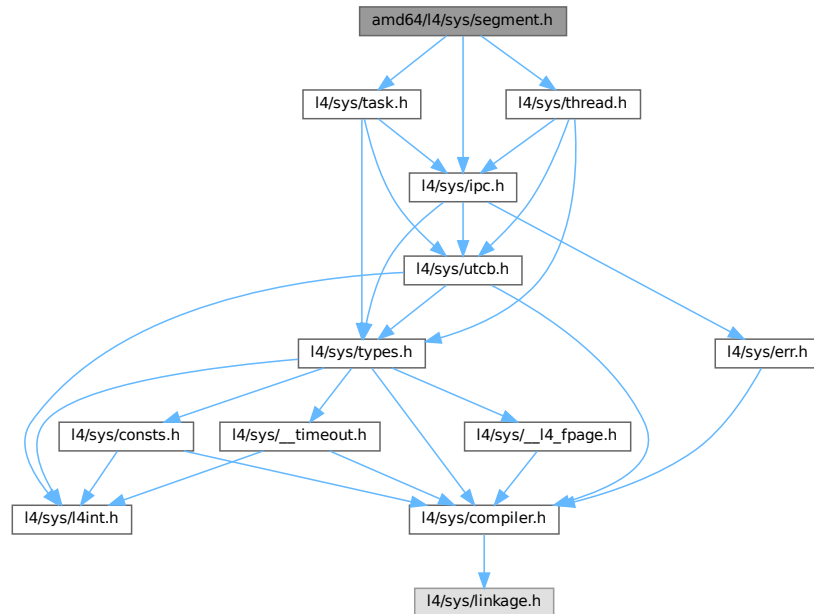 amd64/l4/sys/segment.h
l4/sys/task.h
l4/sys/thread.h
l4/sys/ipc.h
l4/sys/utcb.h
l4/sys/types.h
l4/sys/err.h
l4/sys/consts.h
l4/sys/__timeout.h
l4/sys/__l4_fpage.h
l4/sys/l4int.h
l4/sys/compiler.h
l4/sys/linkage.h